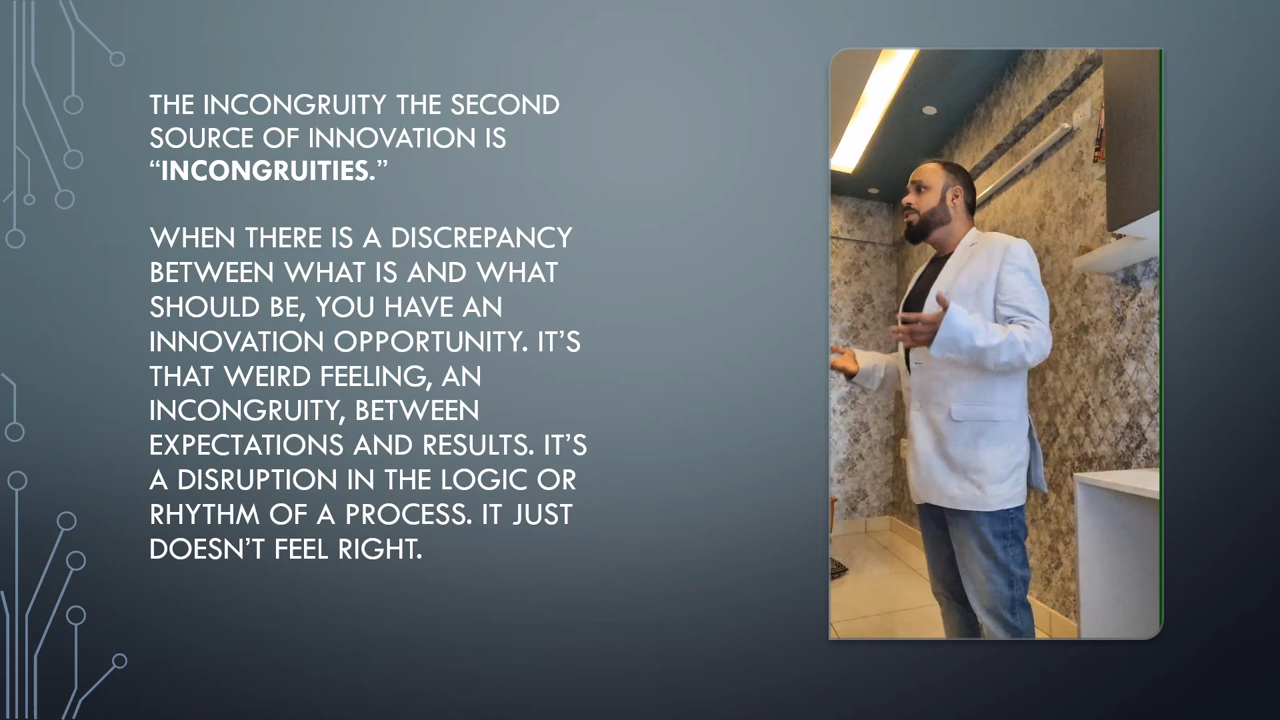 THE INCONGRUITY THE SECOND
SOURCE OF INNOVATION IS
“INCONGRUITIES.”
WHEN THERE IS A DISCREPANCY
BETWEEN WHAT IS AND WHAT
SHOULD BE, YOU HAVE AN
INNOVATION OPPORTUNITY. IT’S
THAT WEIRD FEELING, AN
INCONGRUITY, BETWEEN
EXPECTATIONS AND RESULTS. IT’S
A DISRUPTION IN THE LOGIC OR
RHYTHM OF A PROCESS. IT JUST
DOESN’T FEEL RIGHT.